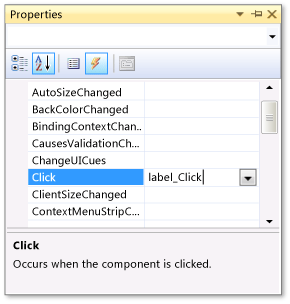 Properties
AutoSizeChanged
BackColorChanged
BindingContextChan..
CausesValidationCh...
ChangeUICues
Click label_Click
ClientSizeChanged
ContextMenuStripC...
Click
Occurs when the component is clicked.